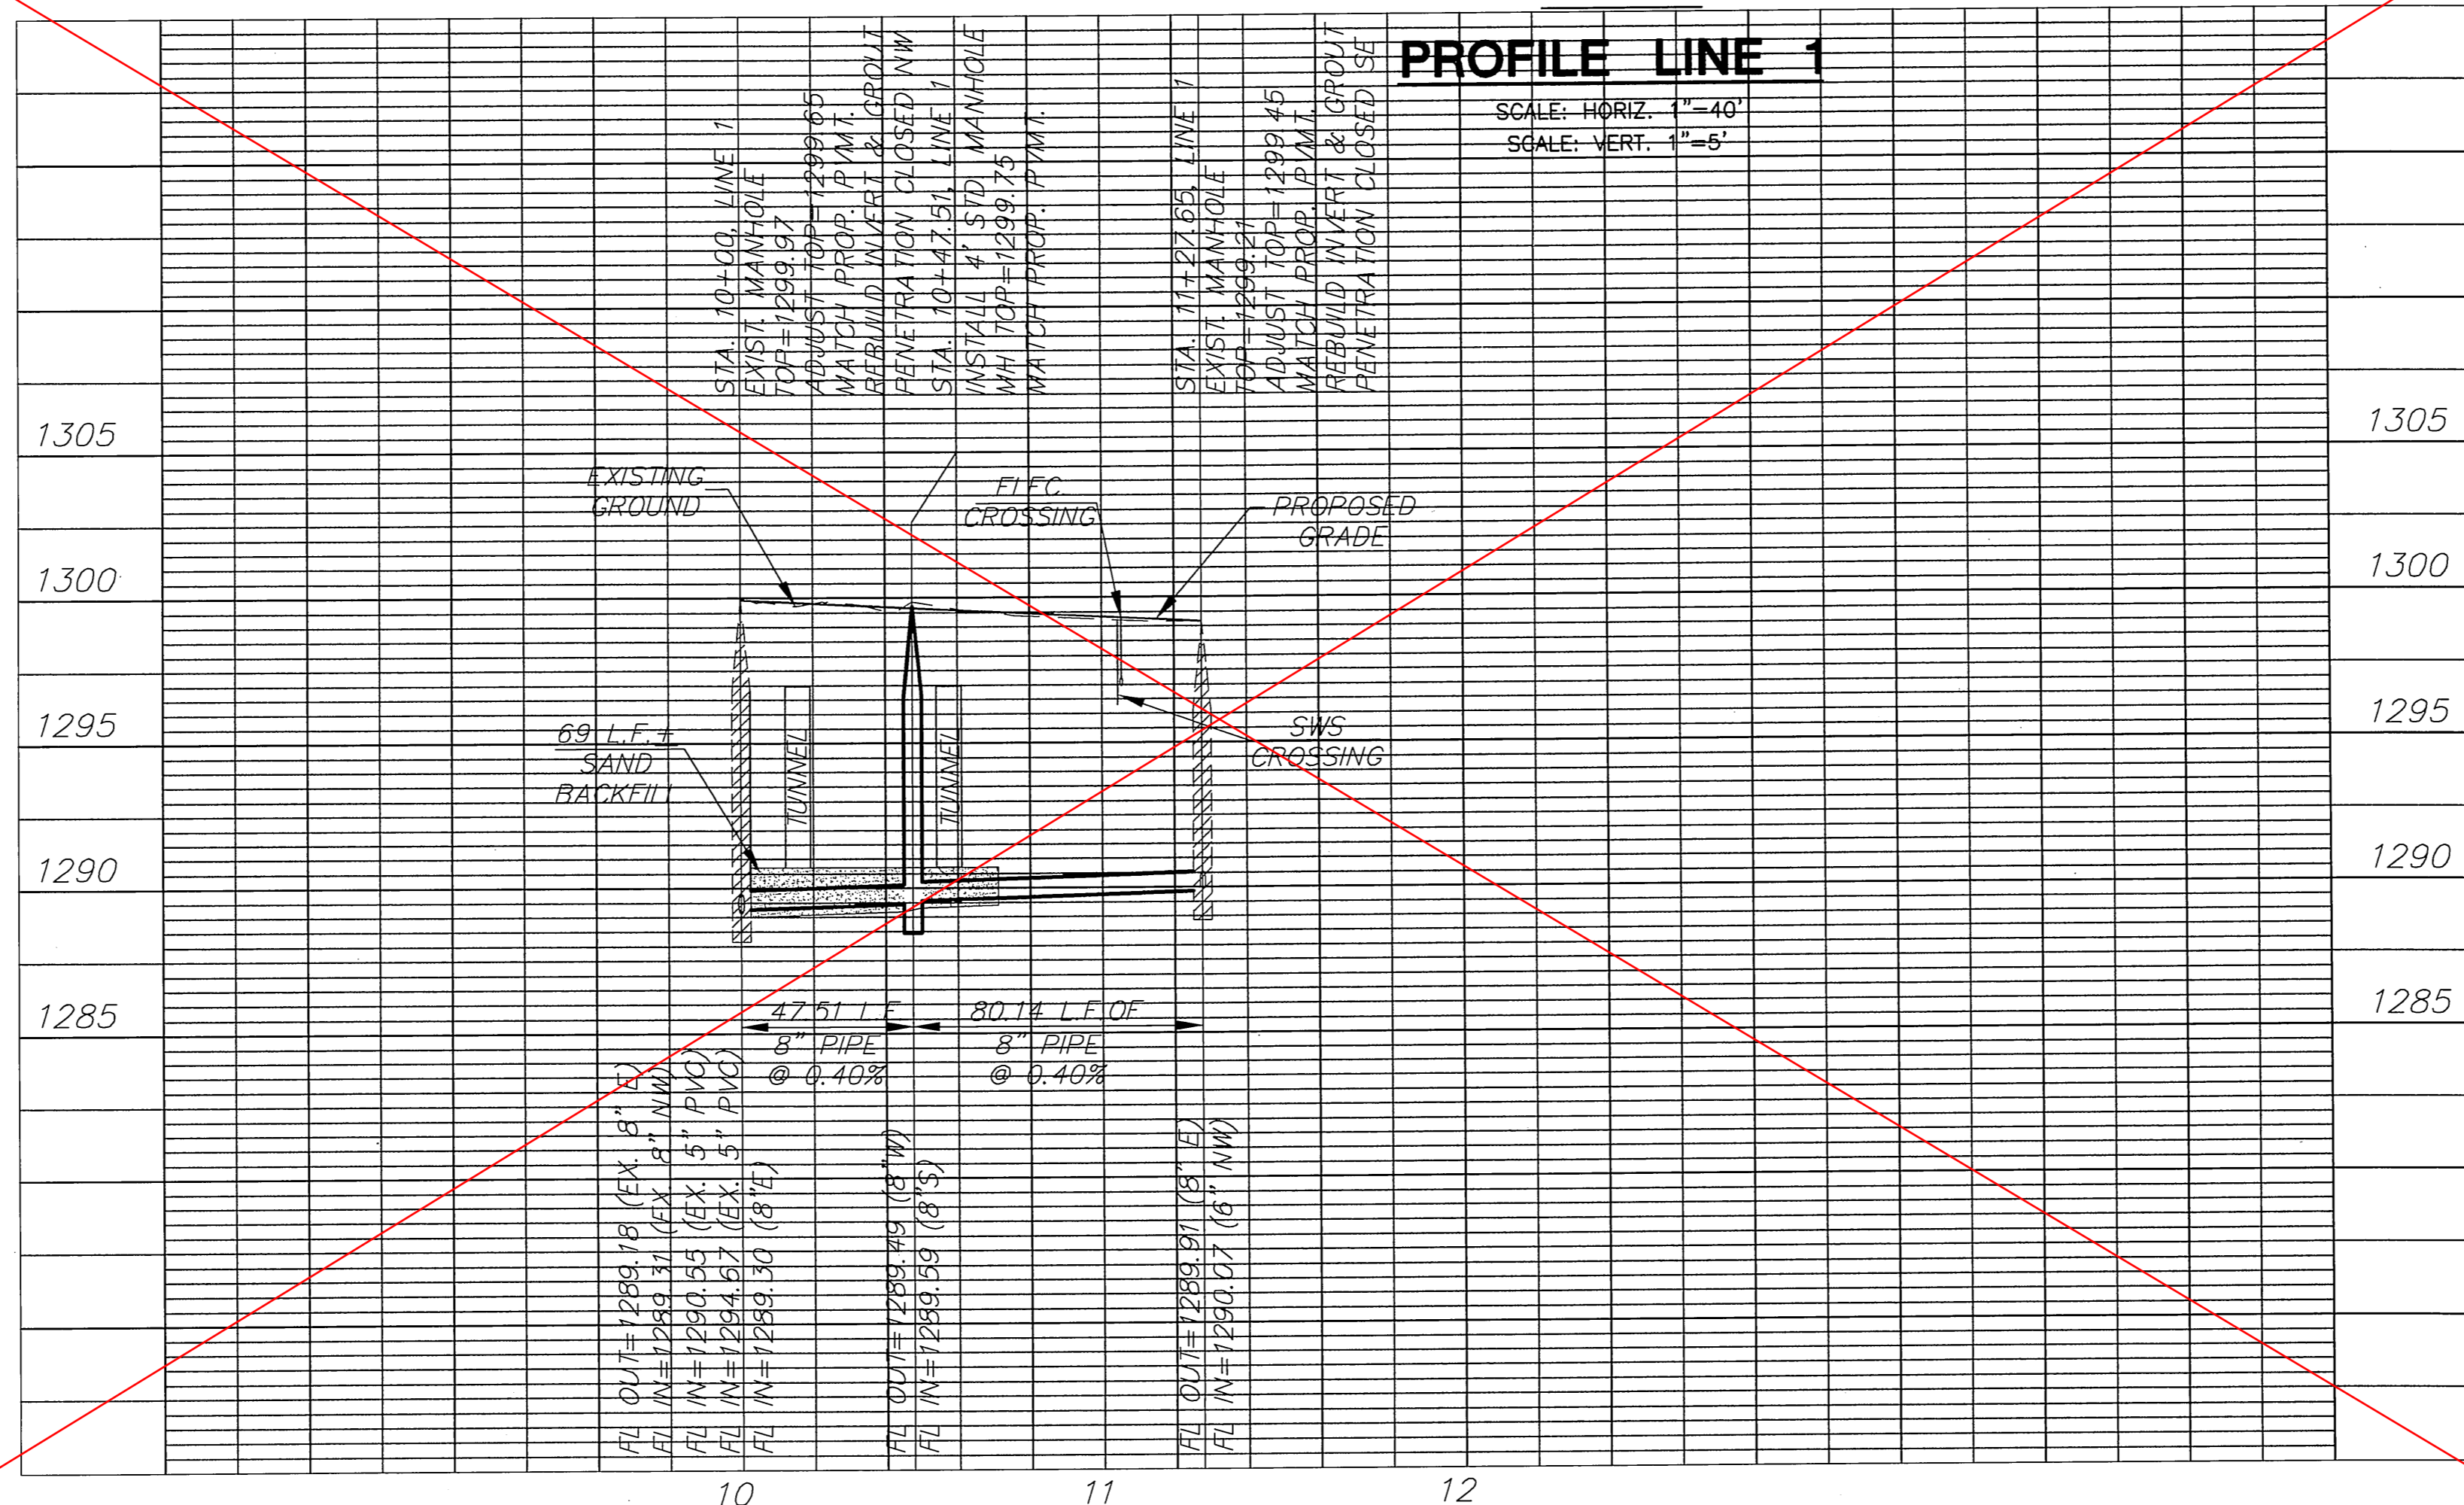 PROFILE LINE 1
SCALE: HORIZ. 1"=40'
SCALE: VERT. 1"=5'
STA. 10+00, LINE 1
EXIST. MANHOLE
TOP=1299.97
ADJUST TOP=1299.65
MATCH PROP. PVMT.
REBUILD INVERT & GROUT
PENETRATION CLOSED NW
STA. 10+47.51, LINE 1
INSTALL 4' STD MANHOLE
MH TOP=1299.75
MATCH PROP. PVMT.
STA. 11+27.65, LINE 1
EXIST. MANHOLE
TOP=1299.21
ADJUST TOP=1299.45
MATCH PROP. PVMT.
REBUILD INVERT & GROUT
PENETRATION CLOSED SE
1305
1305
EXISTING
GROUND
ELEC
CROSSING
PROPOSED
GRADE
1300
1300
1295
1295
69 L.F.±
SAND
BACKFILL
TUNNEL
TUNNEL
SWS
CROSSING
1290
1290
1285
1285
47.51 L.F.
8" PIPE
@ 0.40%
80.14 L.F. OF
8" PIPE
@ 0.40%
FL OUT=1289.18 (EX. 8" E)
FL IN=1289.31 (EX. 8" NW)
FL IN=1290.55 (EX. 5" PVC)
FL IN=1294.67 (EX. 5" PVC)
FL IN=1289.30 (8"E)
FL OUT=1289.49 (8"W)
FL IN=1289.59 (8"S)
FL OUT=1289.91 (8" E)
FL IN=1290.07 (6" NW)
10
11
12